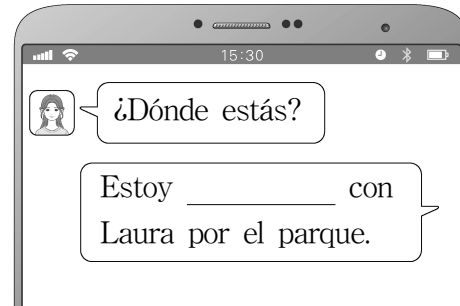 15:30
¿Dónde estás?
Estoy __________ con
Laura por el parque.